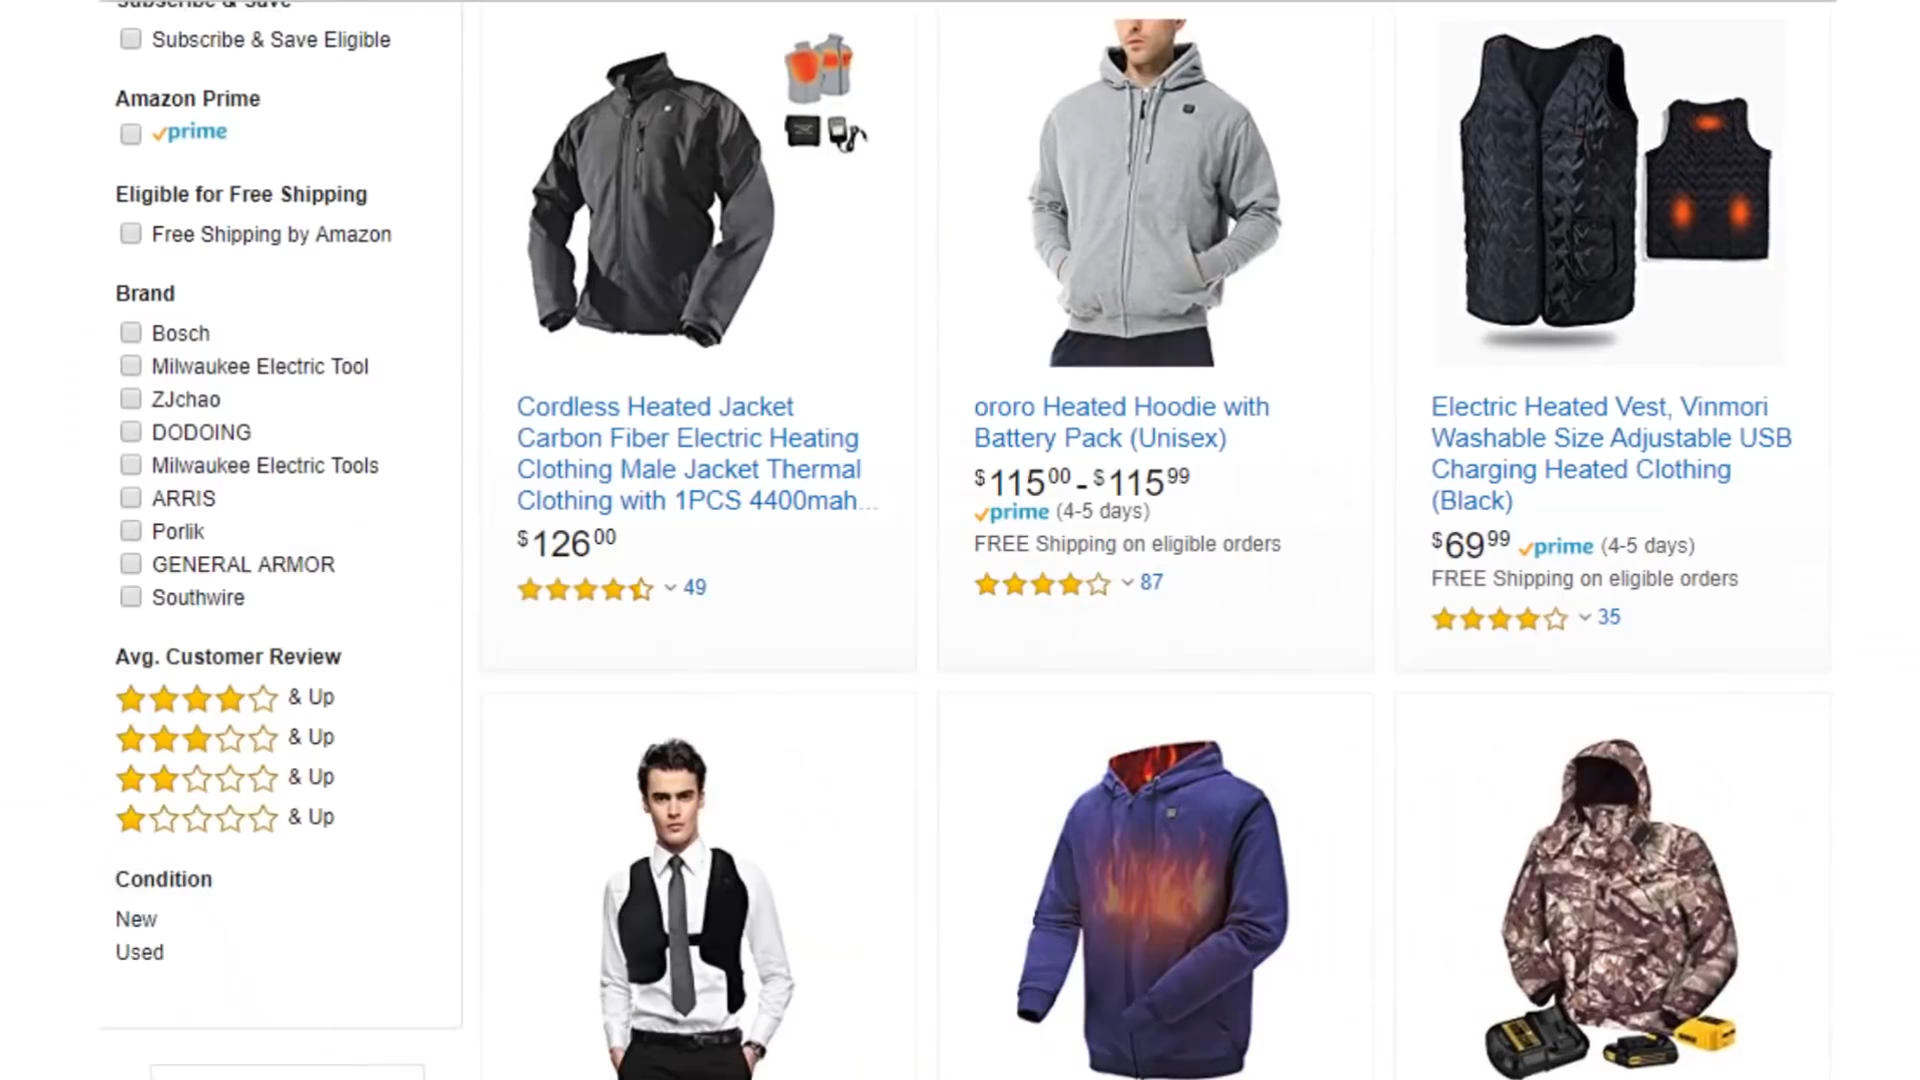 Subscribe & Save
Subscribe & Save Eligible
Amazon Prime
prime
Eligible for Free Shipping
Free Shipping by Amazon
Brand
Bosch
Milwaukee Electric Tool
ZJchao
DODOING
Milwaukee Electric Tools
ARRIS
Porlik
GENERAL ARMOR
Southwire
Avg. Customer Review
& Up
& Up
& Up
& Up
Condition
New
Used
Cordless Heated Jacket
Carbon Fiber Electric Heating
Clothing Male Jacket Thermal
Clothing with 1PCS 4400mah...
$126 00
49
ororo Heated Hoodie with
Battery Pack (Unisex)
$115 00 - $115 99
prime (4-5 days)
FREE Shipping on eligible orders
87
Electric Heated Vest, Vinmori
Washable Size Adjustable USB
Charging Heated Clothing
(Black)
$69 99 prime (4-5 days)
FREE Shipping on eligible orders
35